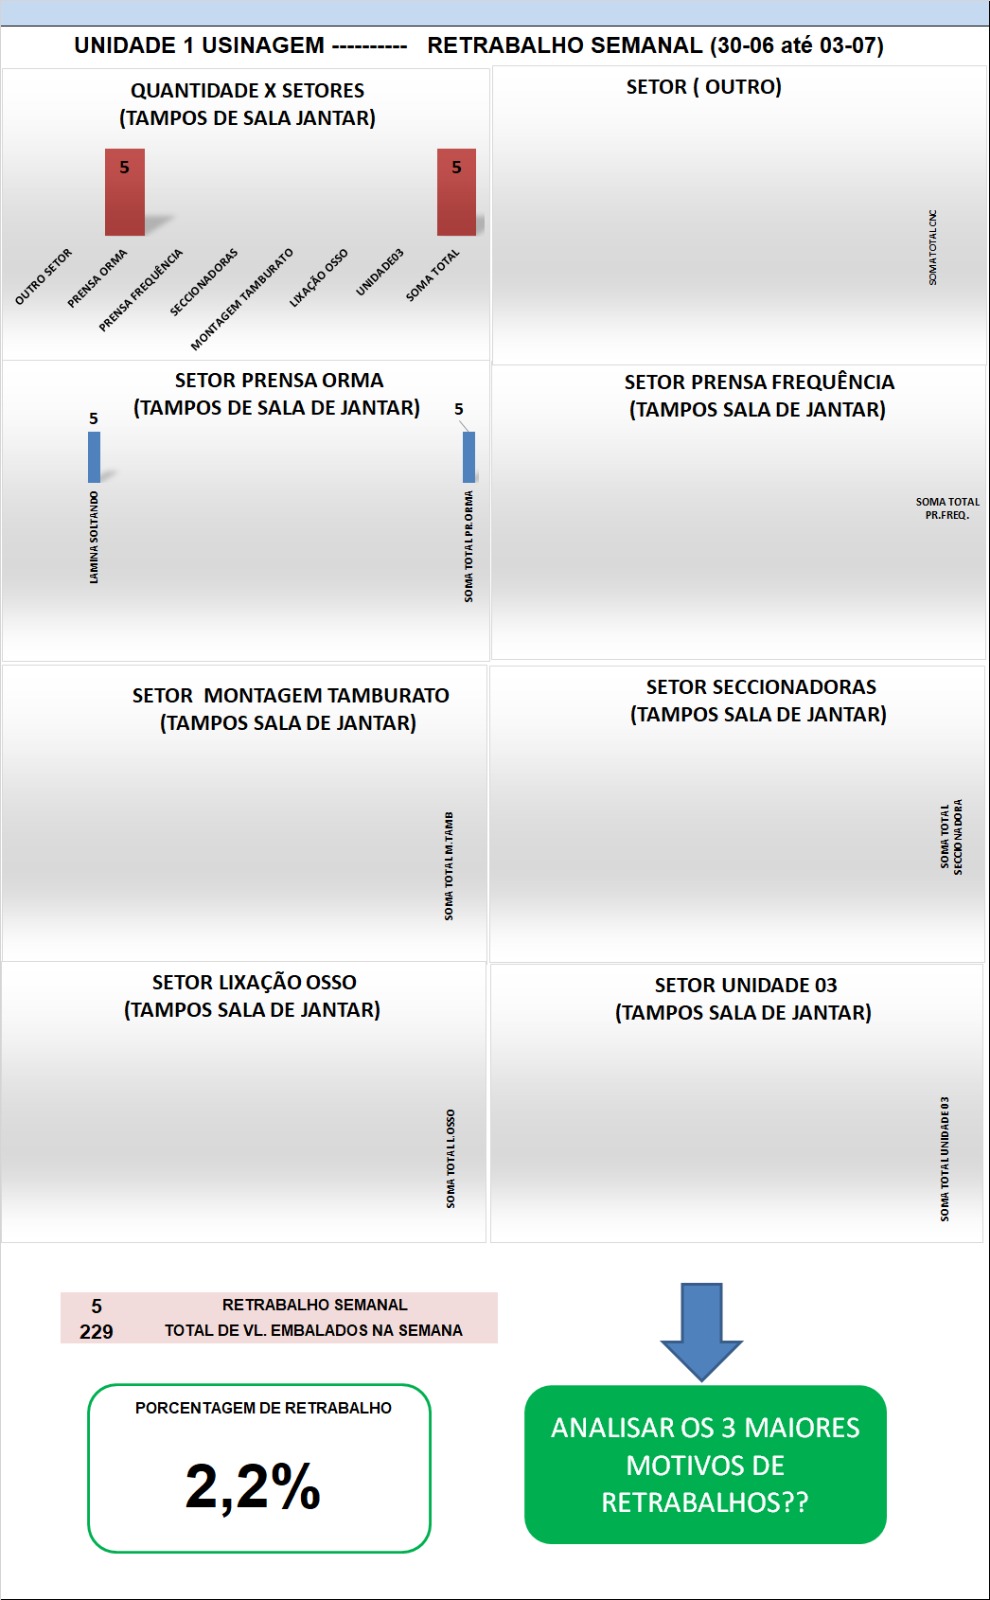 UNIDADE 1 USINAGEM ---------- RETRABALHO SEMANAL (30-06 até 03-07)
QUANTIDADE X SETORES
(TAMPOS DE SALA JANTAR)
5
5
OUTRO SETOR
PRENSA ORMA
PRENSA FREQUÊNCIA
SECCIONADORAS
MONTAGEM TAMBURATO
LIXAÇÃO OSSO
UNIDADE03
SOMA TOTAL
SETOR ( OUTRO)
SOMA TOTAL CNC
SETOR PRENSA ORMA
(TAMPOS DE SALA DE JANTAR)
5
5
LAMINA SOLTANDO
SOMA TOTAL PR.ORMA
SETOR PRENSA FREQUÊNCIA
(TAMPOS SALA DE JANTAR)
SOMA TOTAL
PR.FREQ.
SETOR MONTAGEM TAMBURATO
(TAMPOS SALA DE JANTAR)
SOMA TOTAL M.TAMB
SETOR SECCIONADORAS
(TAMPOS SALA DE JANTAR)
SOMA TOTAL
SECCIONADORA
SETOR LIXAÇÃO OSSO
(TAMPOS SALA DE JANTAR)
SOMA TOTAL L.OSSO
SETOR UNIDADE 03
(TAMPOS SALA DE JANTAR)
SOMA TOTAL UNIDADE 03
5 RETRABALHO SEMANAL
229 TOTAL DE VL. EMBALADOS NA SEMANA
PORCENTAGEM DE RETRABALHO
2,2%
ANALISAR OS 3 MAIORES
MOTIVOS DE
RETRABALHOS??